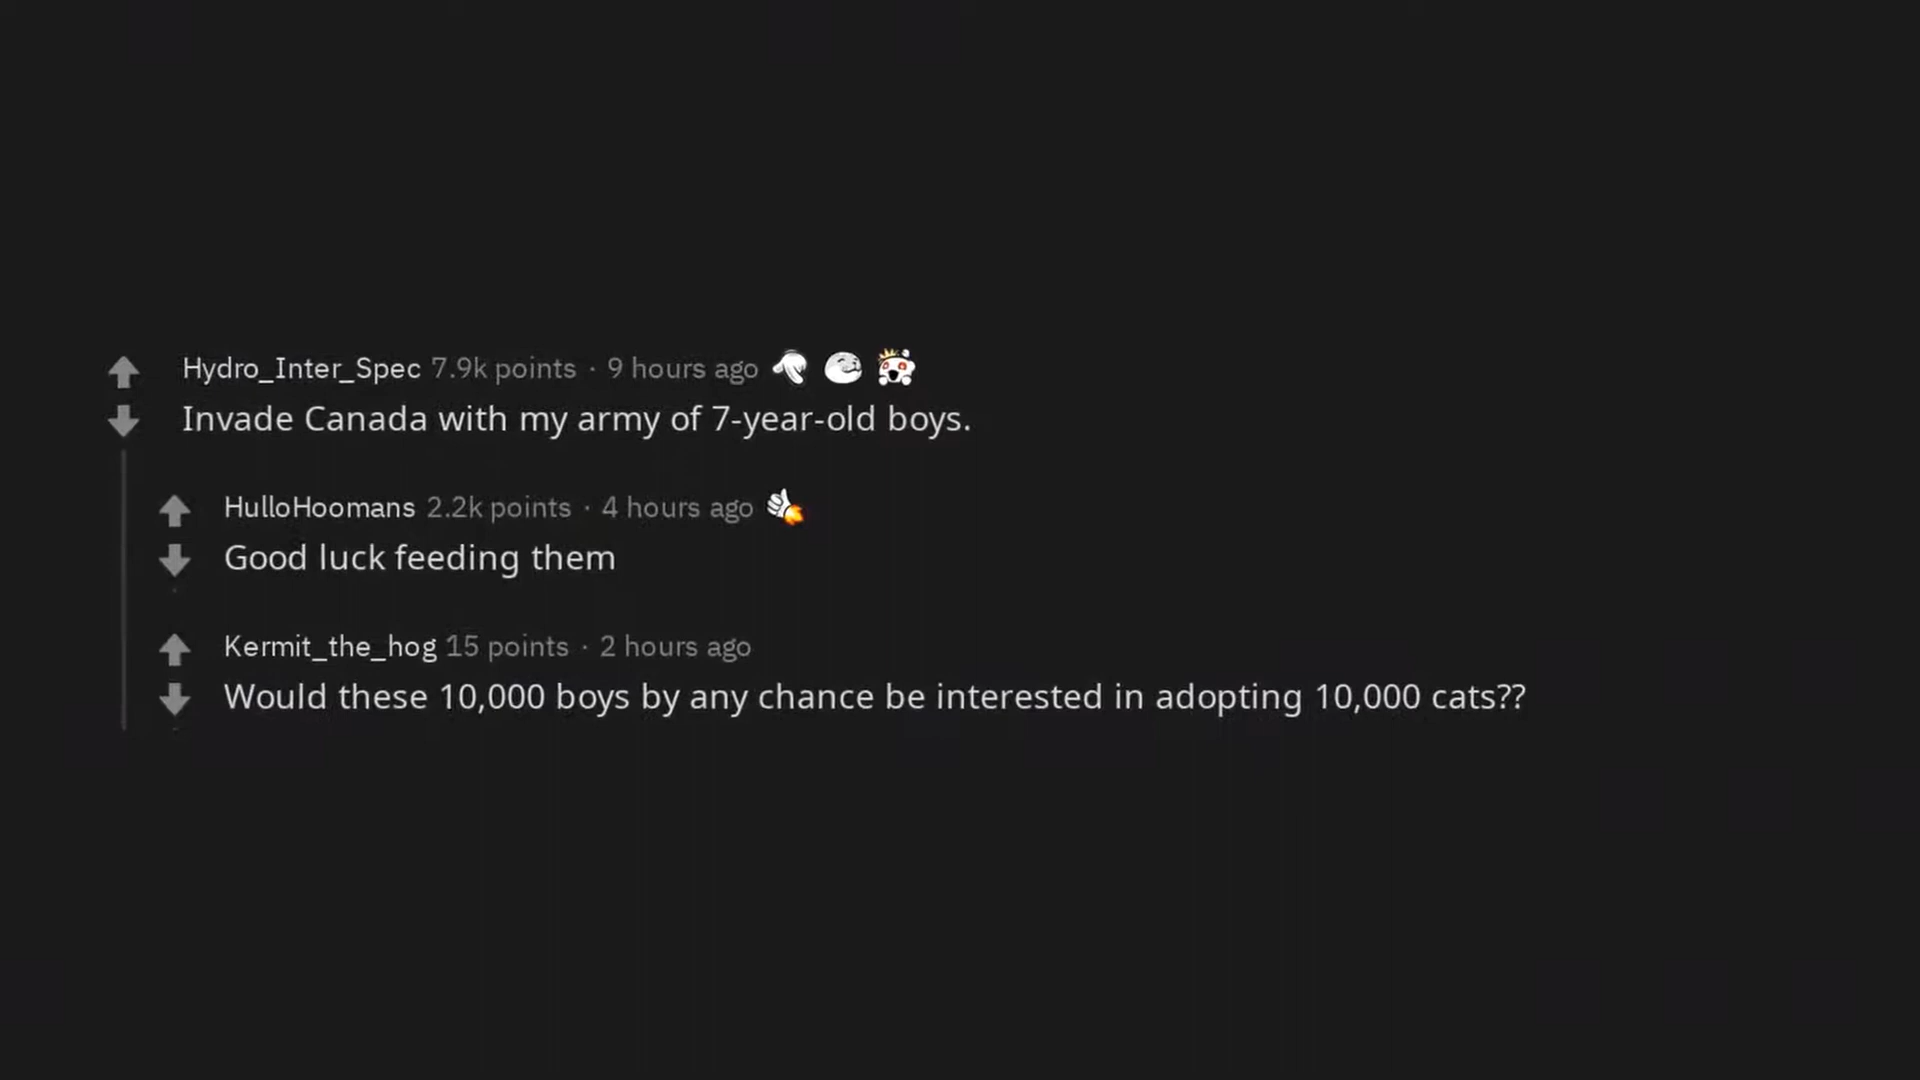 Hydro_Inter_Spec 7.9k points · 9 hours ago
Invade Canada with my army of 7-year-old boys.
HulloHoomans 2.2k points · 4 hours ago
Good luck feeding them
Kermit_the_hog 15 points · 2 hours ago
Would these 10,000 boys by any chance be interested in adopting 10,000 cats??